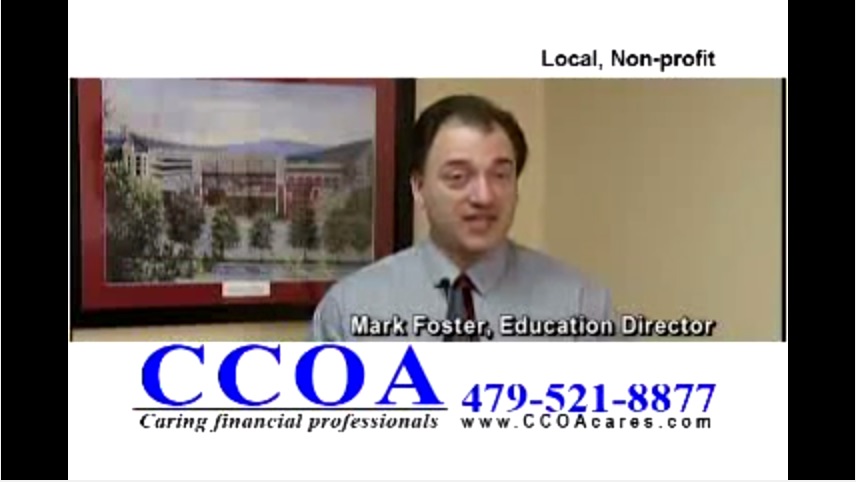 Local, Non-profit
Mark Foster, Education Director
CCOA
479-521-8877
Caring financial professionals
www.CCOAcares.com